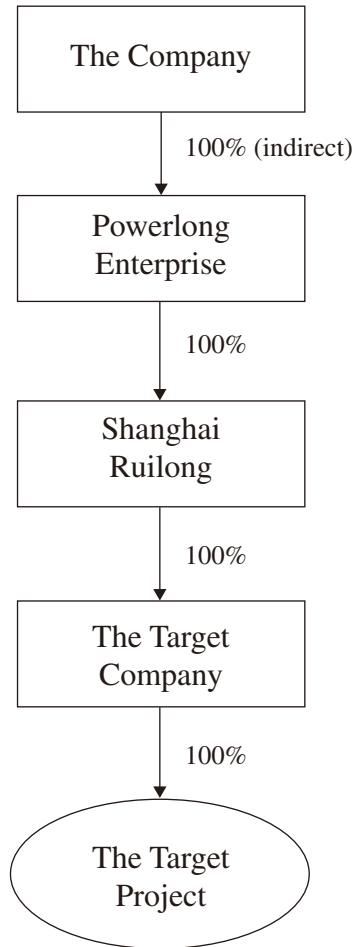 The Company
100% (indirect)
Powerlong
Enterprise
100%
Shanghai
Ruilong
100%
The Target
Company
100%
The Target
Project